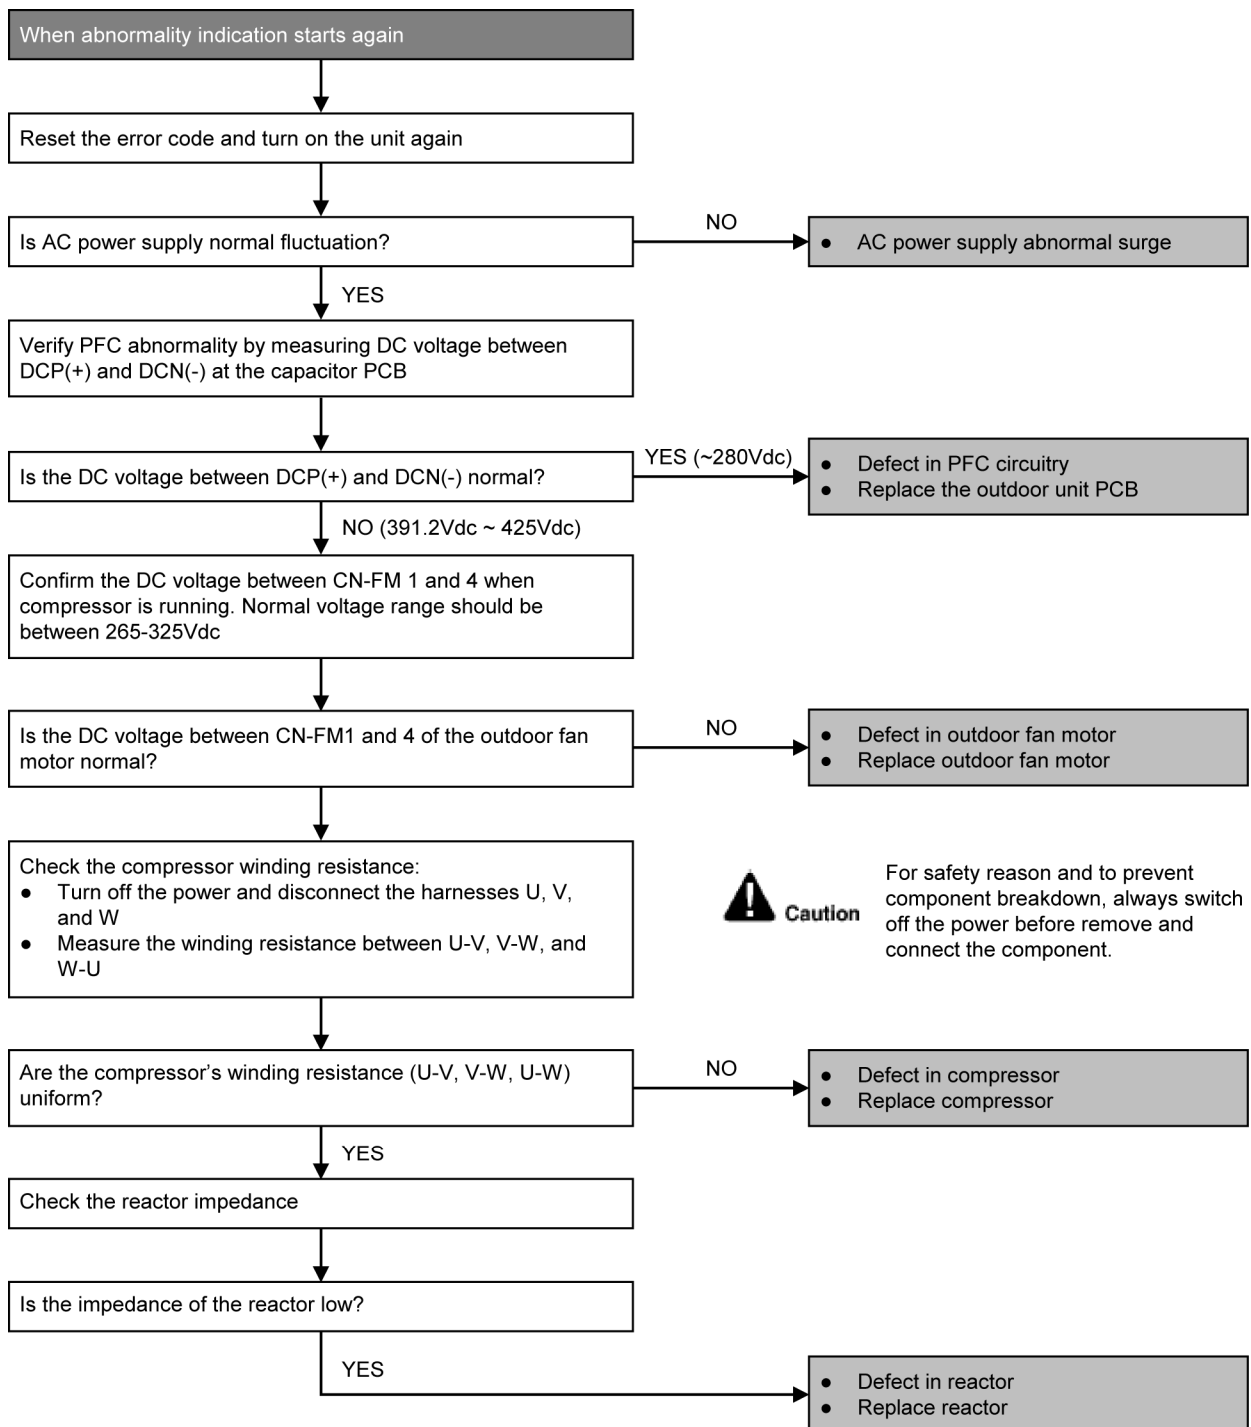 When abnormality indication starts again
Reset the error code and turn on the unit again
Is AC power supply normal fluctuation?
NO
● AC power supply abnormal surge
YES
Verify PFC abnormality by measuring DC voltage between
DCP(+) and DCN(-) at the capacitor PCB
Is the DC voltage between DCP(+) and DCN(-) normal?
YES (~280Vdc)
● Defect in PFC circuitry
● Replace the outdoor unit PCB
NO (391.2Vdc ~ 425Vdc)
Confirm the DC voltage between CN-FM 1 and 4 when
compressor is running. Normal voltage range should be
between 265-325Vdc
Is the DC voltage between CN-FM1 and 4 of the outdoor fan
motor normal?
NO
● Defect in outdoor fan motor
● Replace outdoor fan motor
Check the compressor winding resistance:
● Turn off the power and disconnect the harnesses U, V,
and W
● Measure the winding resistance between U-V, V-W, and
W-U
Caution
For safety reason and to prevent
component breakdown, always switch
off the power before remove and
connect the component.
Are the compressor's winding resistance (U-V, V-W, U-W)
uniform?
NO
● Defect in compressor
● Replace compressor
YES
Check the reactor impedance
Is the impedance of the reactor low?
YES
● Defect in reactor
● Replace reactor